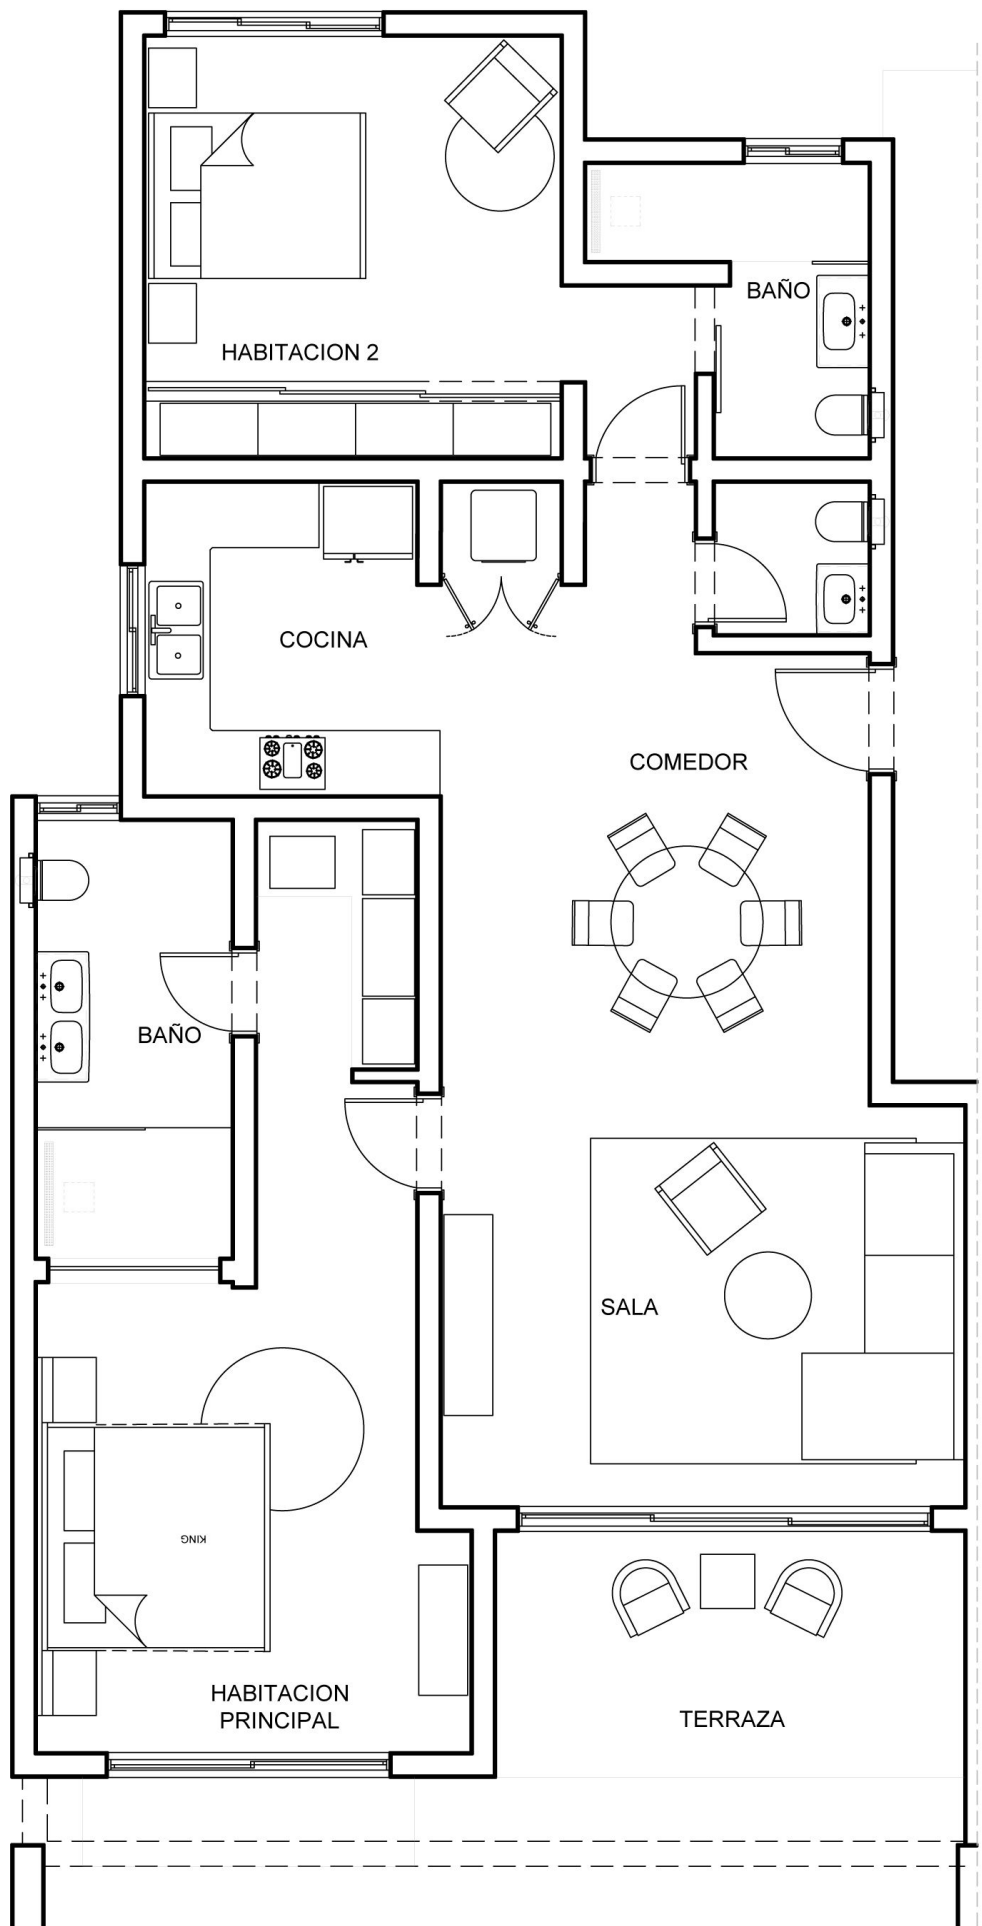 BAÑO
HABITACION 2
COCINA
COMEDOR
BAÑO
SALA
KING
HABITACION
PRINCIPAL
TERRAZA